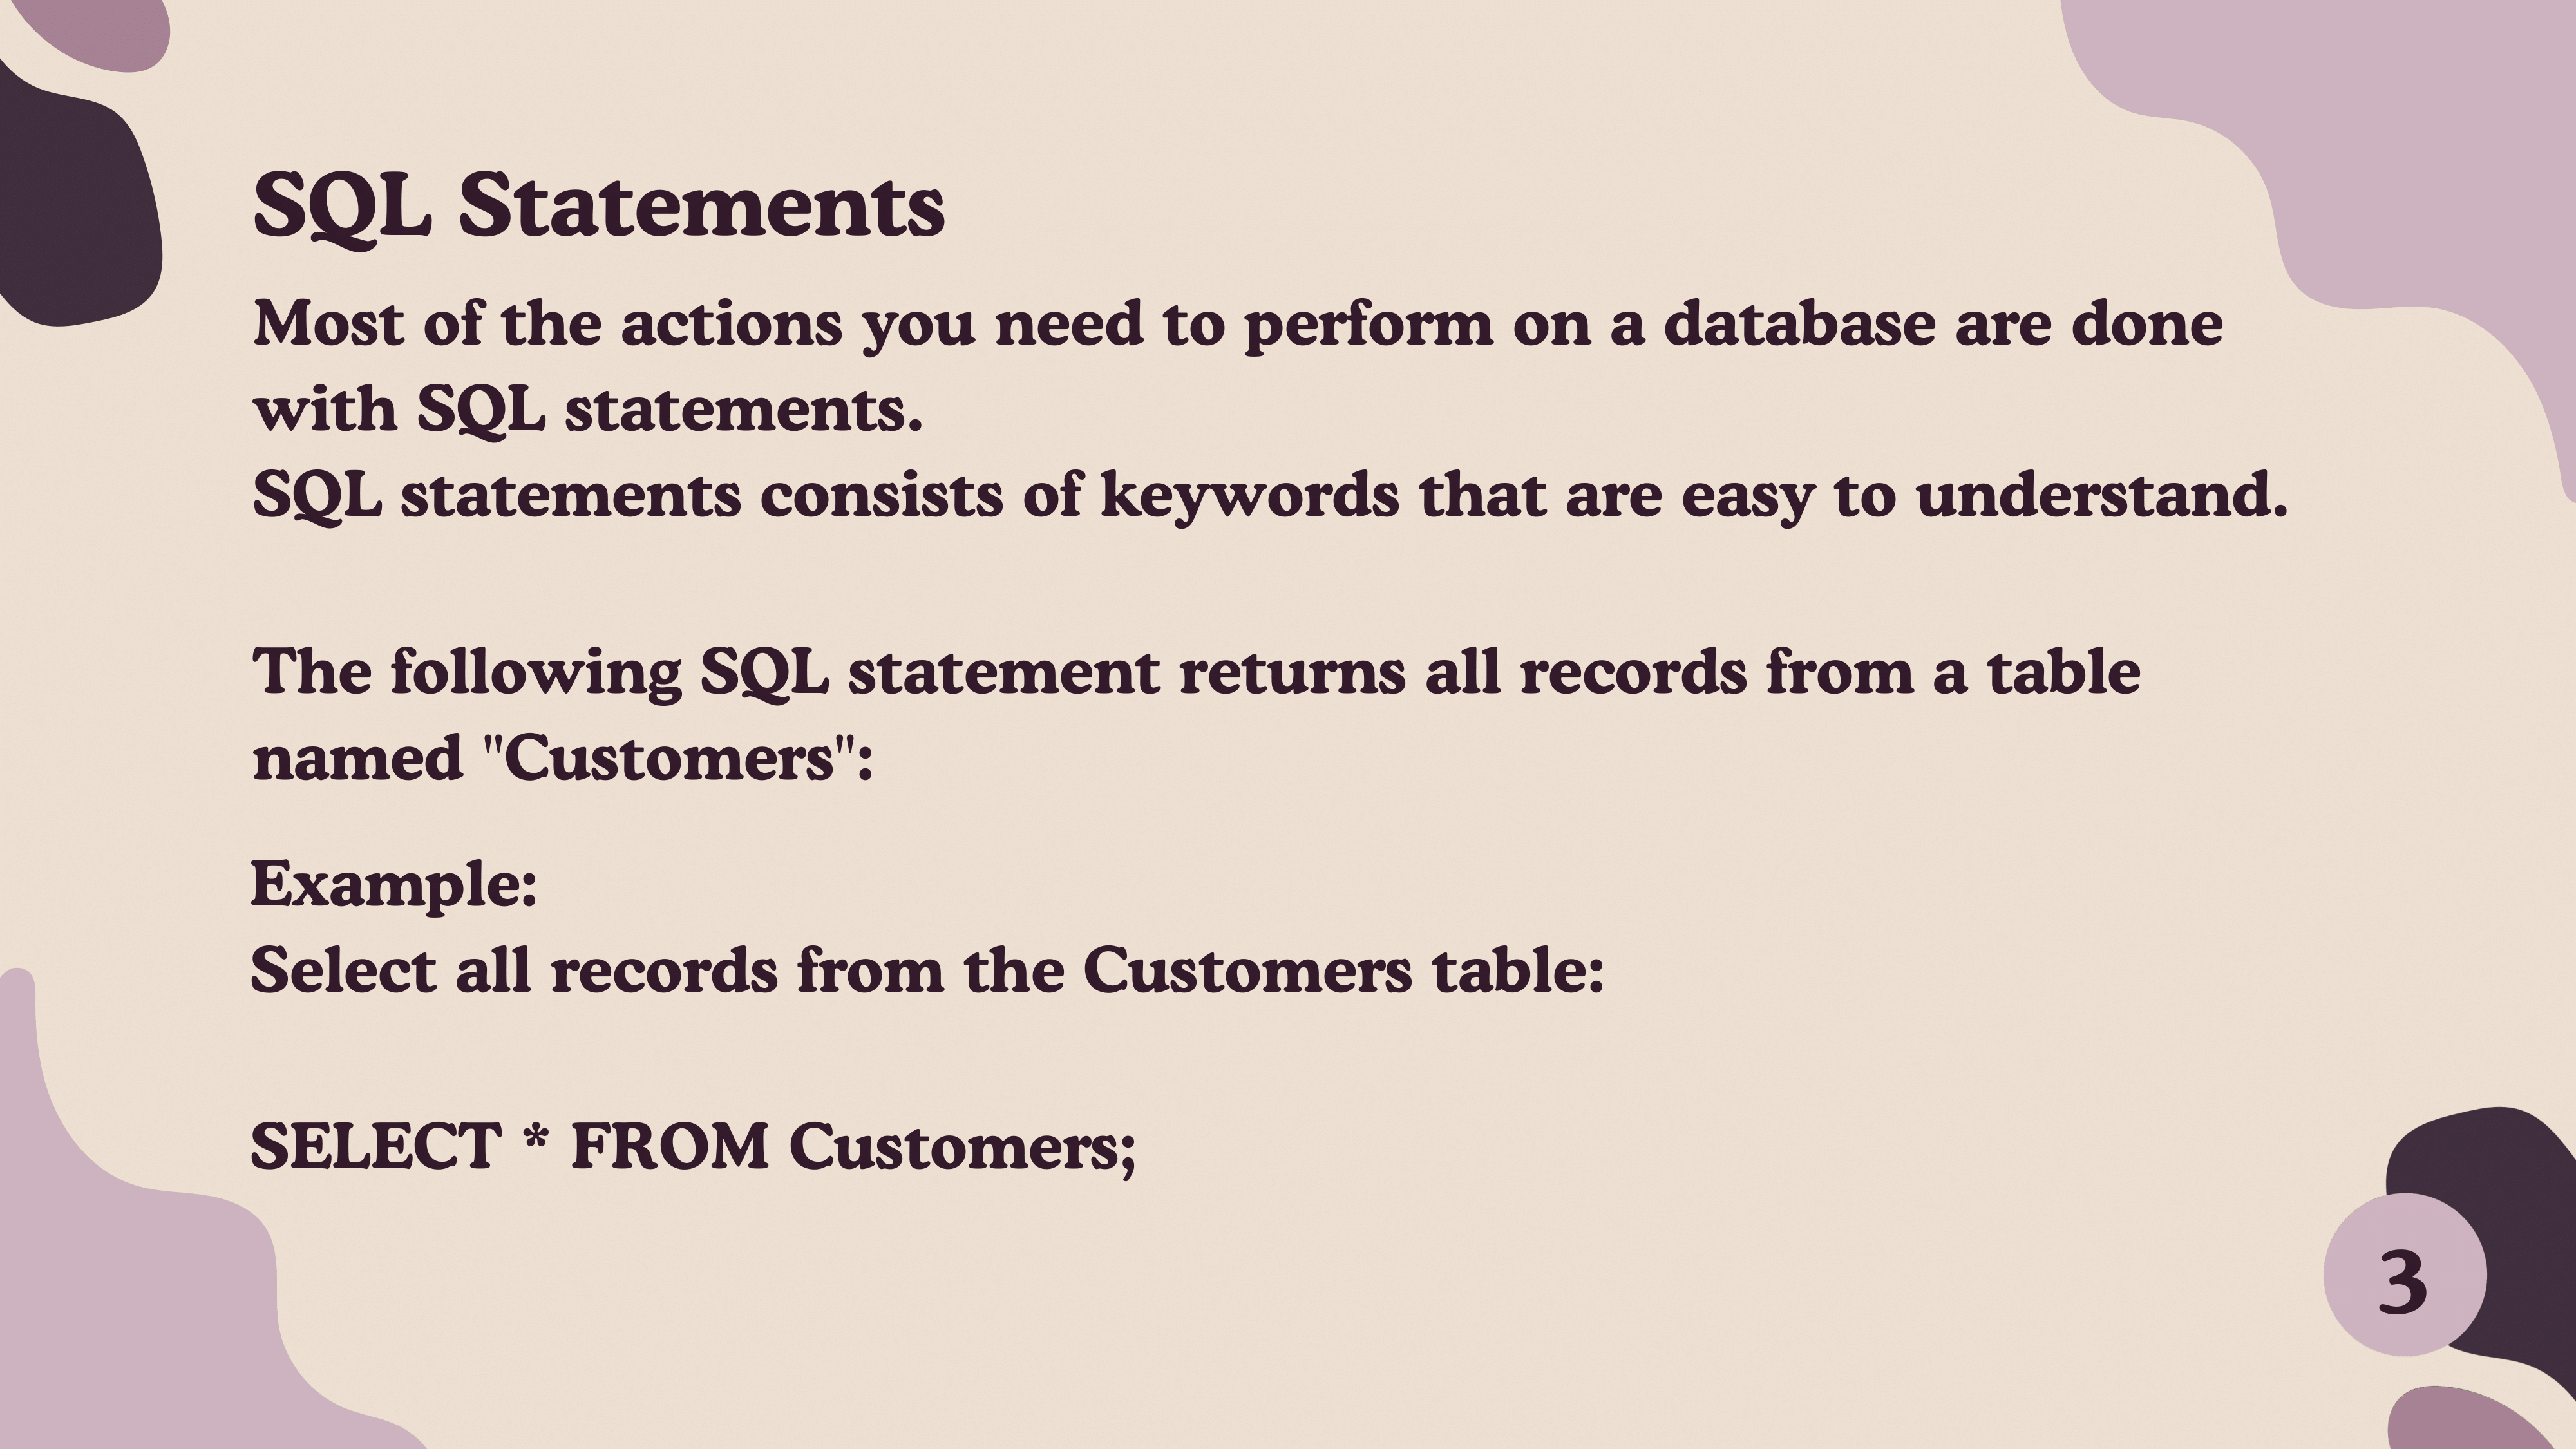 SQL Statements
Most of the actions you need to perform on a database are done
with SQL statements.
SQL statements consists of keywords that are easy to understand.
The following SQL statement returns all records from a table
named "Customers":
Example:
Select all records from the Customers table:
SELECT * FROM Customers;
3